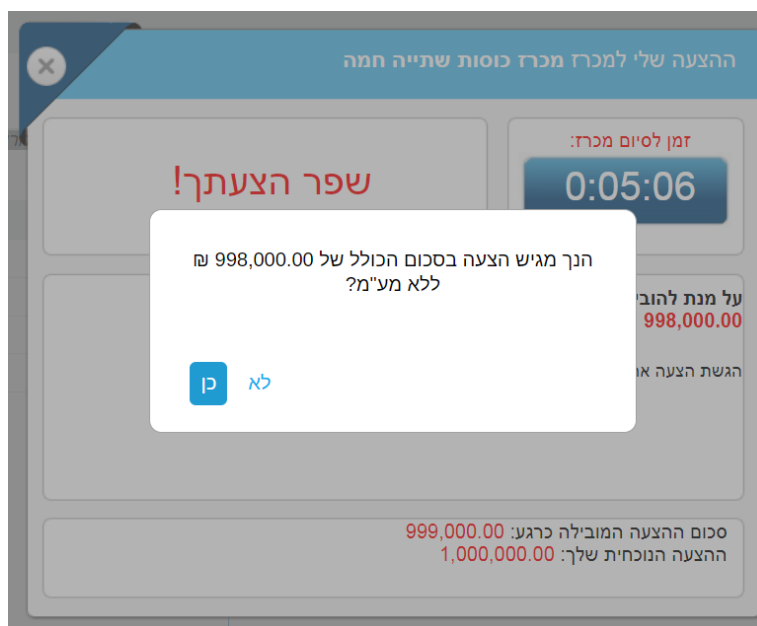 ההצעה שלי למכרז מכרז כוסות שתייה חמה
זמן לסיום מכרז:
0:05:06
שפר הצעתך!
הנך מגיש הצעה בסכום הכולל של 998,000.00 ₪
ללא מע"מ?
לא
כן
על מנת להובי
998,000.00
הגשת הצעה
סכום ההצעה המובילה כרגע: 999,000.00
ההצעה הנוכחית שלך: 1,000,000.00